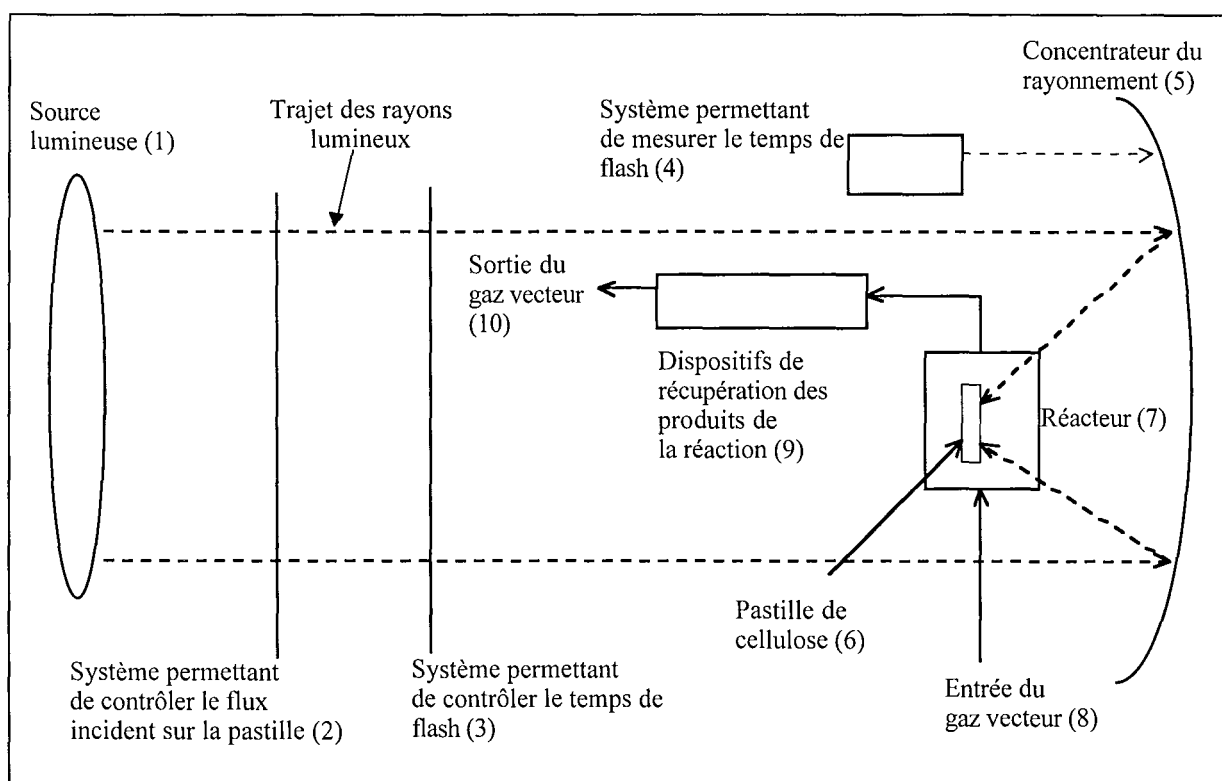 Concentrateur du
rayonnement (5)
Source
lumineuse (1)
Trajet des rayons
lumineux
Système permettant
de mesurer le temps de
flash (4)
Sortie du
gaz vecteur
(10)
Dispositifs de
récupération des
produits de
la réaction (9)
Réacteur (7)
Pastille de
cellulose (6)
Système permettant
de contrôler le flux
incident sur la pastille (2)
Système permettant
de contrôler le temps de
flash (3)
Entrée du
gaz vecteur (8)